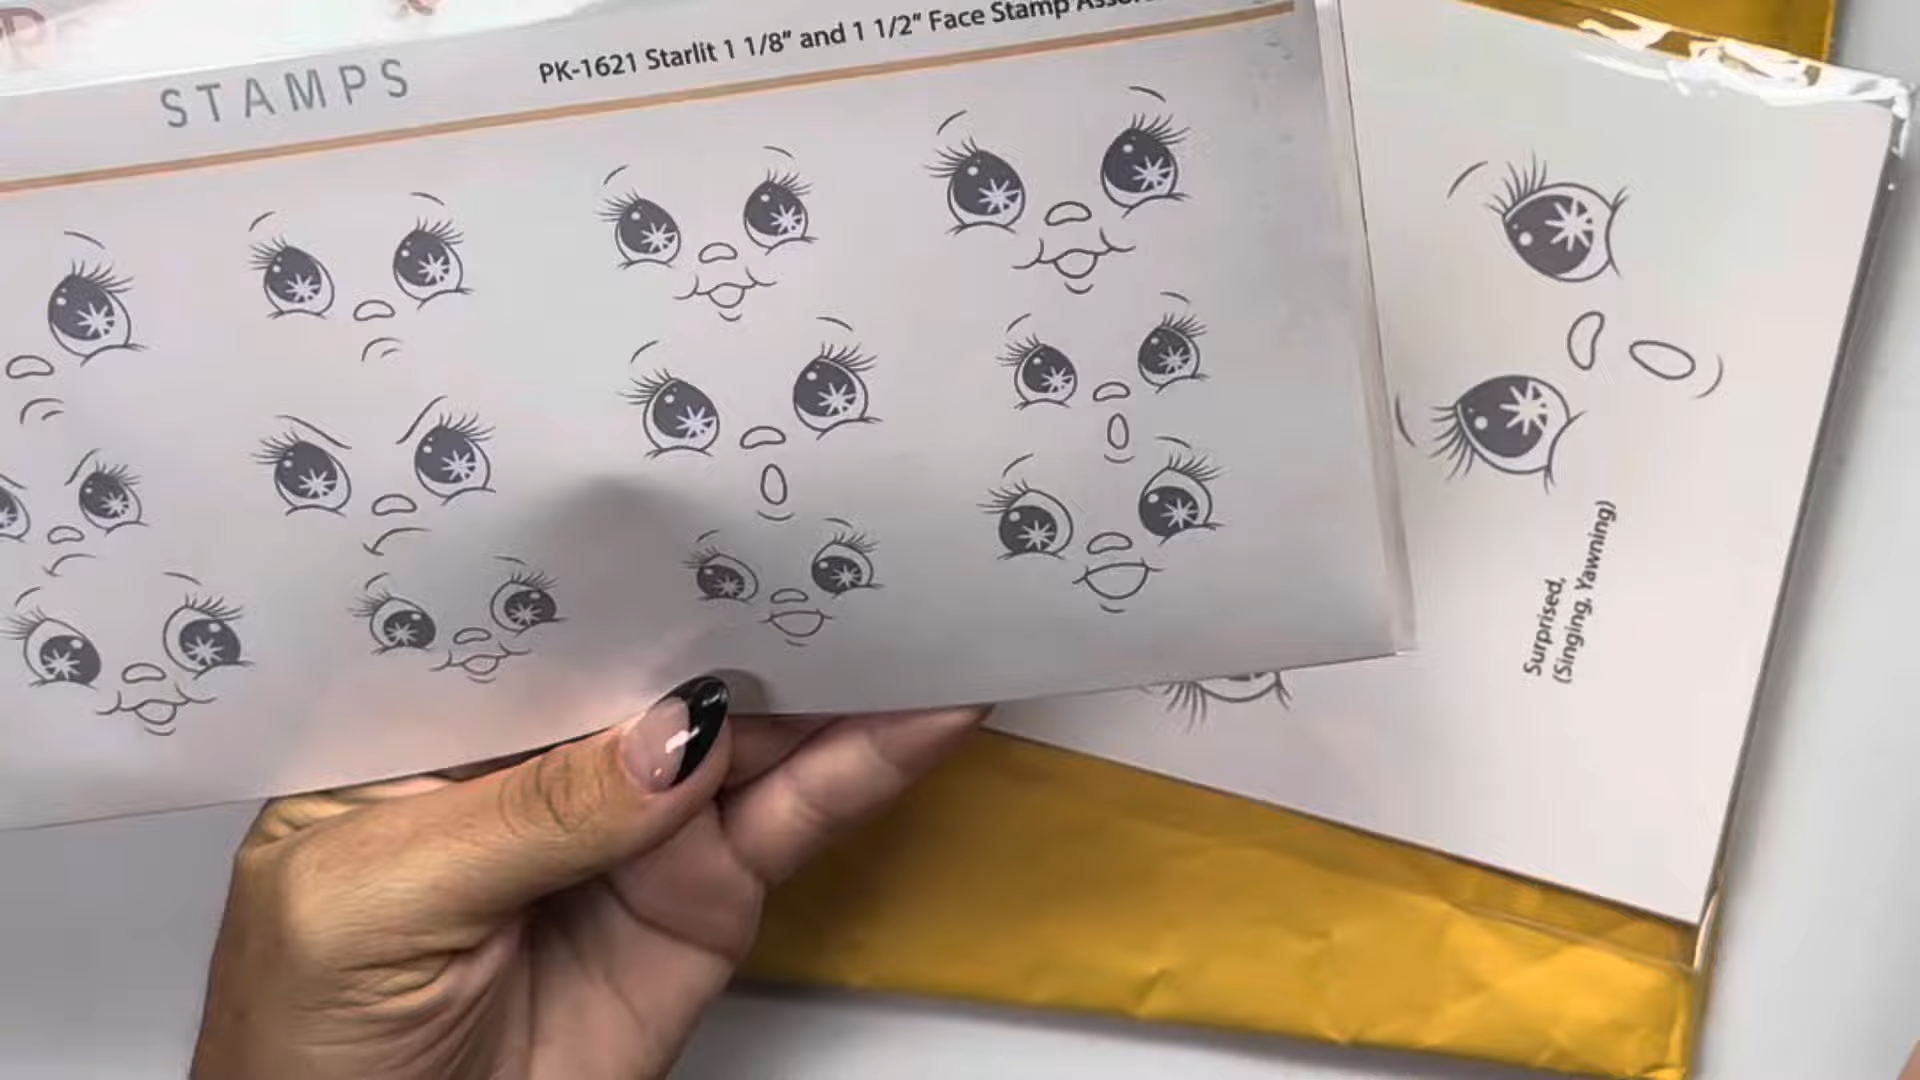 STAMPS
PK-1621 Starlit 1 1/8" and 1 1/2" Face Stamp
Surprised,
(Singing, Yawning)